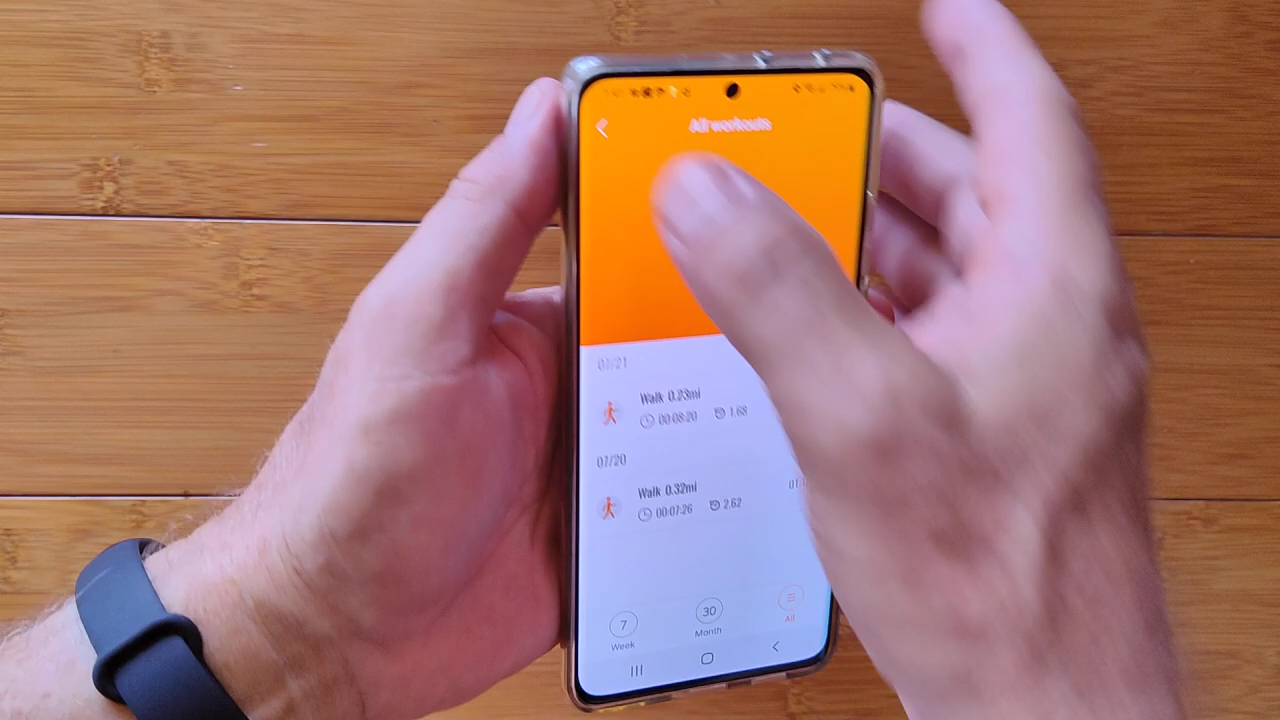 All workouts
07/21
Walk 0.23mi
00:08:20 1.68
07/20
Walk 0.32mi
00:07:26 2.62
7
Week
30
Month
All